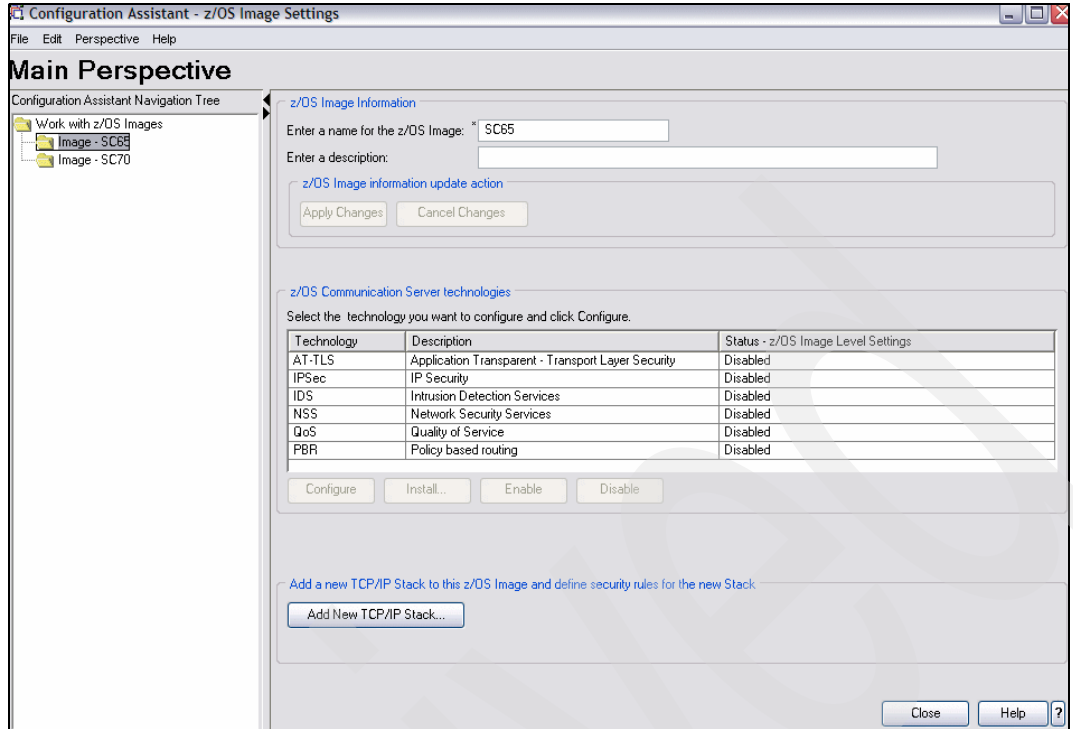 Configuration Assistant - z/OS Image Settings
File Edit Perspective Help
Main Perspective
Configuration Assistant Navigation Tree
Work with z/OS Images
Image - SC65
Image - SC70
z/OS Image Information
Enter a name for the z/OS Image: * SC65
Enter a description:
z/OS Image information update action
Apply Changes Cancel Changes
z/OS Communication Server technologies
Select the technology you want to configure and click Configure.
Technology Description Status - z/OS Image Level Settings
AT-TLS Application Transparent - Transport Layer Security Disabled
IPSec IP Security Disabled
IDS Intrusion Detection Services Disabled
NSS Network Security Services Disabled
QoS Quality of Service Disabled
PBR Policy based routing Disabled
Configure Install... Enable Disable
Add a new TCP/IP Stack to this z/OS Image and define security rules for the new Stack
Add New TCP/IP Stack...
Close Help ?